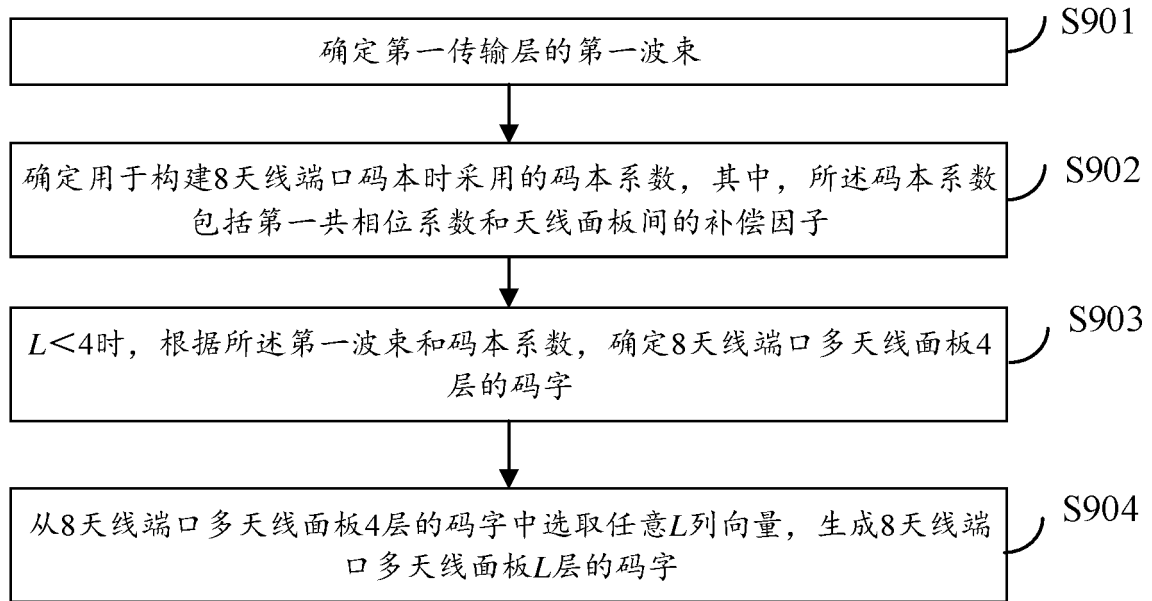 确定第一传输层的第一波束
S901
确定用于构建8天线端口码本时采用的码本系数，其中，所述码本系数
包括第一共相位系数和天线面板间的补偿因子
S902
L＜4时，根据所述第一波束和码本系数，确定8天线端口多天线面板4
层的码字
S903
从8天线端口多天线面板4层的码字中选取任意L列向量，生成8天线端
口多天线面板L层的码字
S904